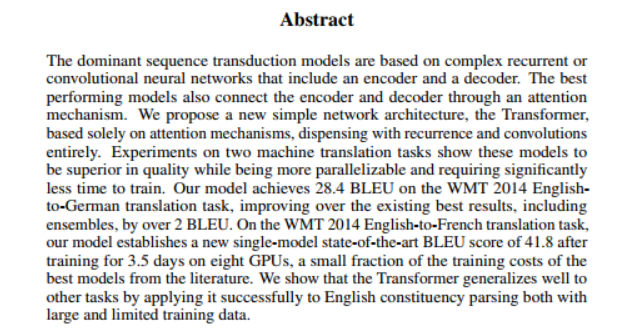 Abstract
The dominant sequence transduction models are based on complex recurrent or
convolutional neural networks that include an encoder and a decoder. The best
performing models also connect the encoder and decoder through an attention
mechanism. We propose a new simple network architecture, the Transformer,
based solely on attention mechanisms, dispensing with recurrence and convolutions
entirely. Experiments on two machine translation tasks show these models to
be superior in quality while being more parallelizable and requiring significantly
less time to train. Our model achieves 28.4 BLEU on the WMT 2014 English-
to-German translation task, improving over the existing best results, including
ensembles, by over 2 BLEU. On the WMT 2014 English-to-French translation task,
our model establishes a new single-model state-of-the-art BLEU score of 41.8 after
training for 3.5 days on eight GPUs, a small fraction of the training costs of the
best models from the literature. We show that the Transformer generalizes well to
other tasks by applying it successfully to English constituency parsing both with
large and limited training data.